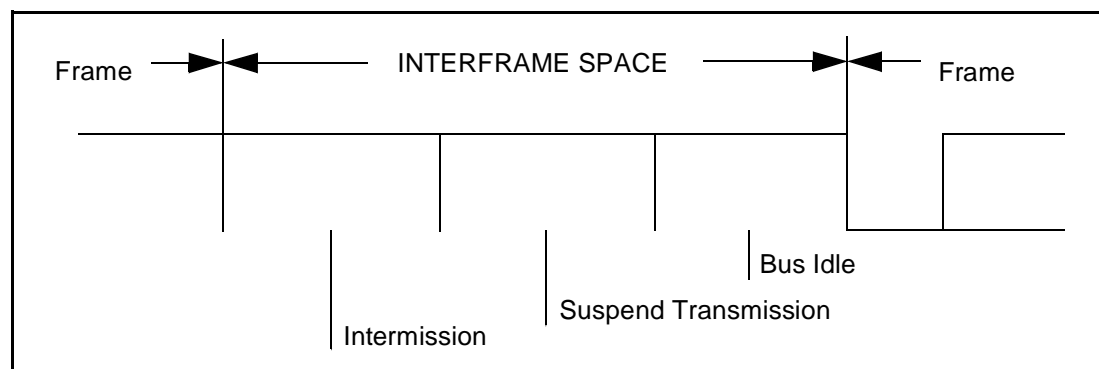 Frame
INTERFRAME SPACE
Frame
Bus Idle
Suspend Transmission
Intermission